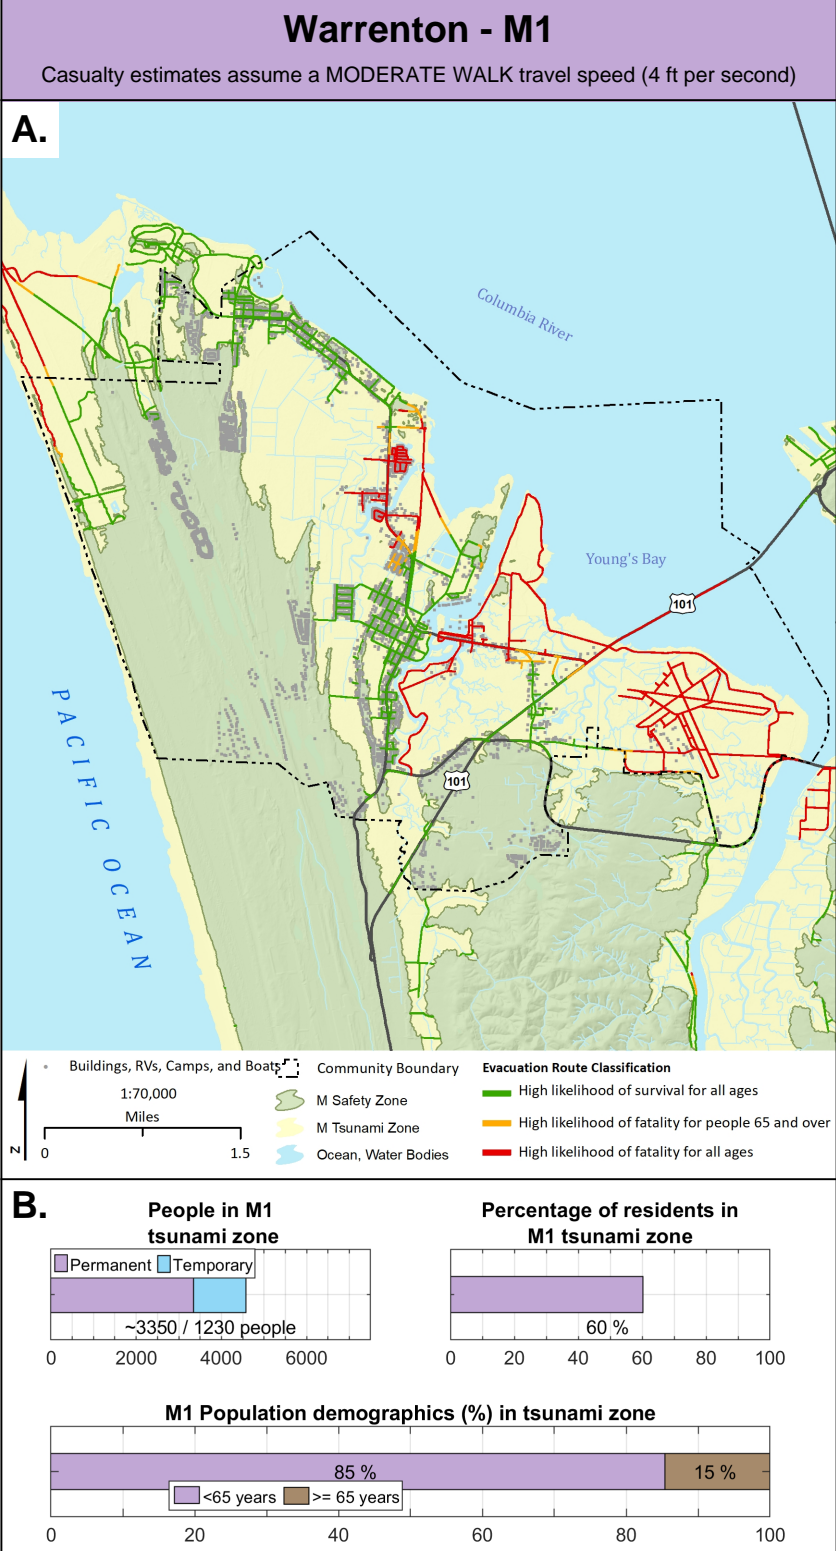 Warrenton - M1
Casualty estimates assume a MODERATE WALK travel speed (4 ft per second)
A.
Columbia River
Young's Bay
101
101
PACIFIC OCEAN
Buildings, RVs, Camps, and Boats
1:70,000
Miles
0 1.5
N
Community Boundary
M Safety Zone
M Tsunami Zone
Ocean, Water Bodies
Evacuation Route Classification
High likelihood of survival for all ages
High likelihood of fatality for people 65 and over
High likelihood of fatality for all ages
B.
People in M1
tsunami zone
Permanent Temporary
~3350 / 1230 people
0 2000 4000 6000
Percentage of residents in
M1 tsunami zone
60 %
0 20 40 60 80 100
M1 Population demographics (%) in tsunami zone
85 % 15 %
<65 years >= 65 years
0 20 40 60 80 100